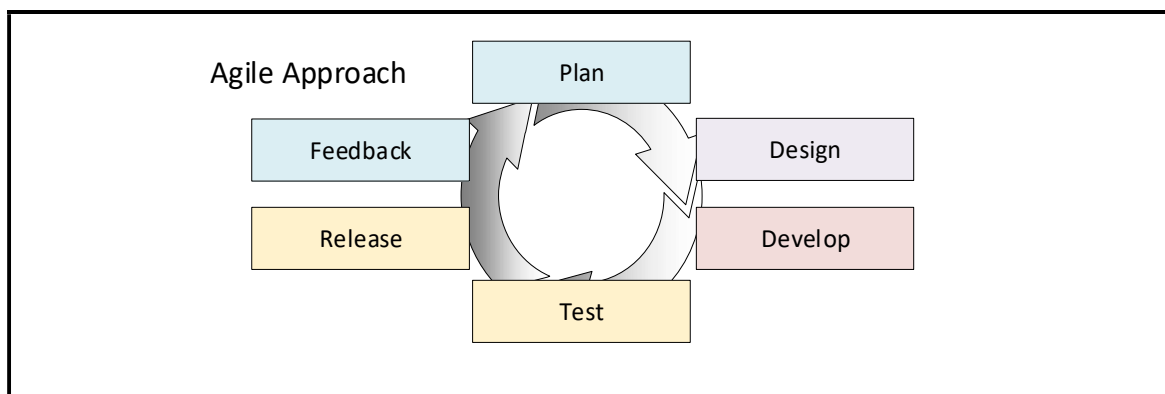 Agile Approach
Plan
Feedback
Design
Release
Develop
Test